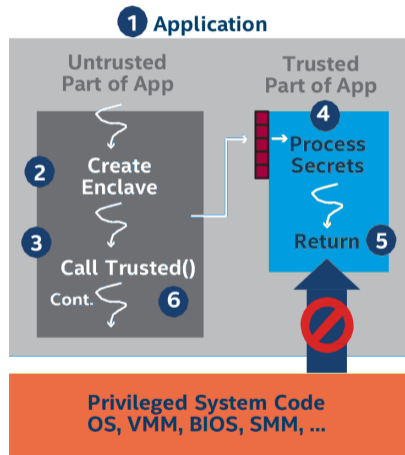 1 Application
Untrusted
Part of App
Trusted
Part of App
2 Create
Enclave
3 Call Trusted()
Cont. 6
4
Process
Secrets
Return 5
Privileged System Code
OS, VMM, BIOS, SMM, ...